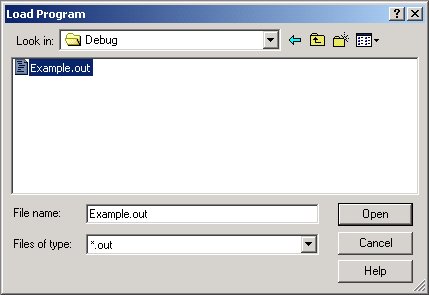 Load Program
Look in: Debug
Example.out
File name: Example.out Open
Files of type: *.out Cancel
Help